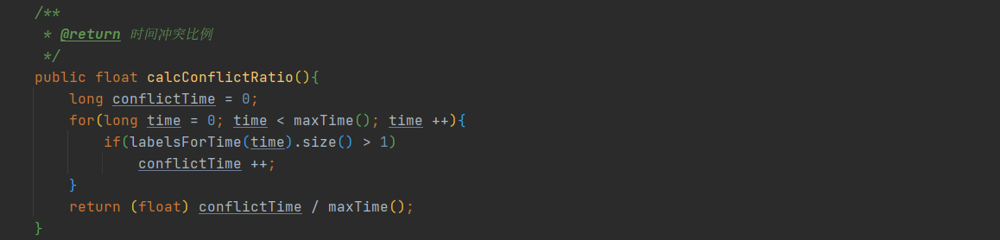 /**
 * @return 时间冲突比例
 */
public float calcConflictRatio(){
    long conflictTime = 0;
    for(long time = 0; time < maxTime(); time ++){
        if(labelsForTime(time).size() > 1)
            conflictTime ++;
    }
    return (float) conflictTime / maxTime();
}